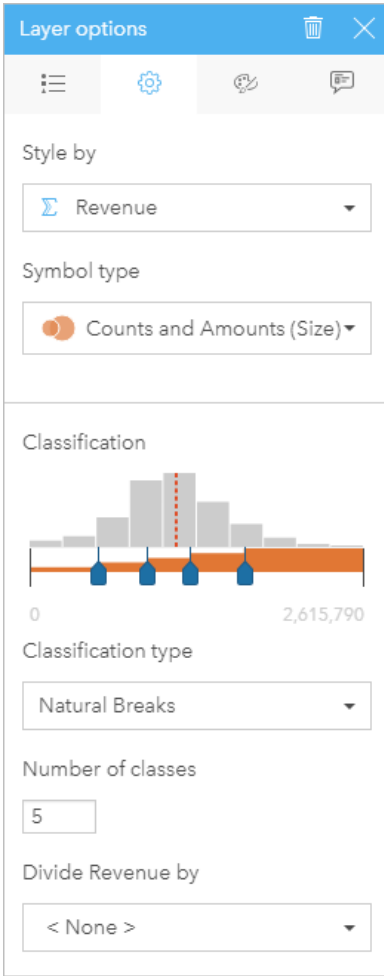 Layer options
Style by
Revenue
Symbol type
Counts and Amounts (Size)
Classification
0 2,615,790
Classification type
Natural Breaks
Number of classes
5
Divide Revenue by
< None >